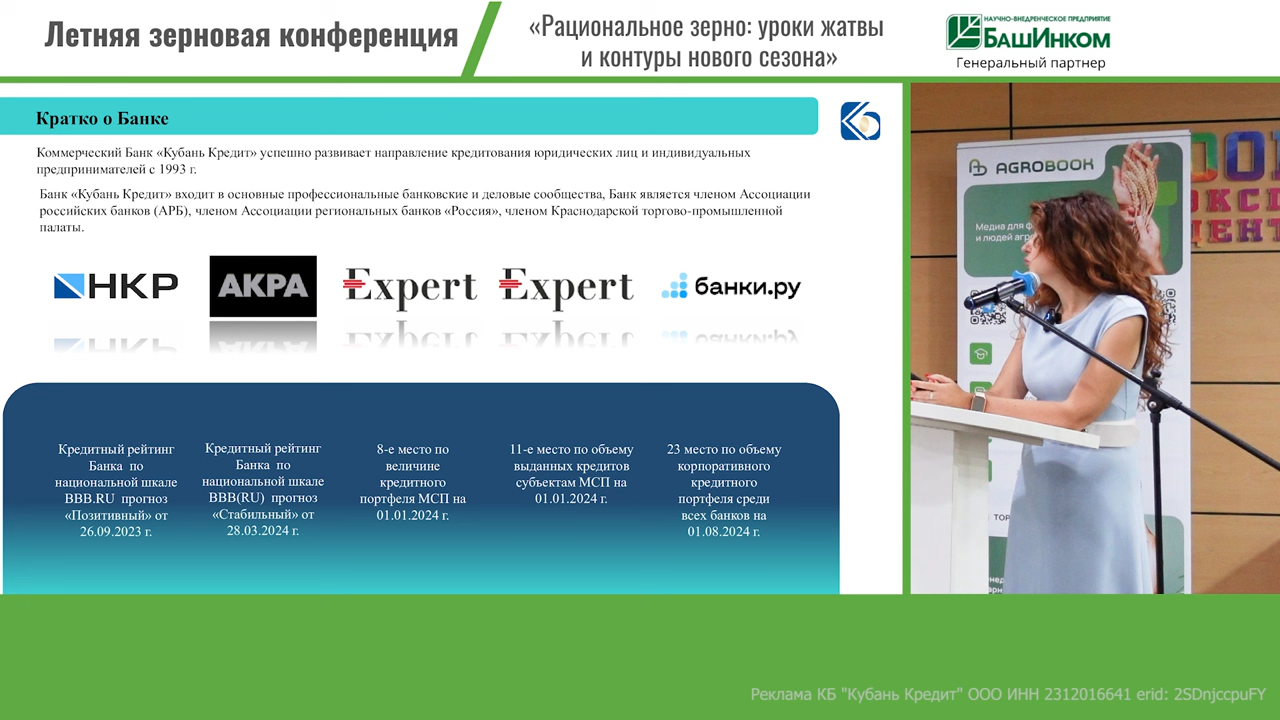 Летняя зерновая конференция
«Рациональное зерно: уроки жатвы
и контуры нового сезона»
НАУЧНО-ВНЕДРЕНЧЕСКОЕ ПРЕДПРИЯТИЕ
БАШИНКОМ
Генеральный партнер
Кратко о Банке
Коммерческий Банк «Кубань Кредит» успешно развивает направление кредитования юридических лиц и индивидуальных
предпринимателей с 1993 г.
Банк «Кубань Кредит» входит в основные профессиональные банковские и деловые сообщества, Банк является членом Ассоциации
российских банков (АРБ), членом Ассоциации региональных банков «Россия», членом Краснодарской торгово-промышленной
палаты.
НКР
АКРА
Expert
Expert
банки.ру
Кредитный рейтинг
Банка по
национальной шкале
BBB.RU прогноз
«Позитивный» от
26.09.2023 г.
Кредитный рейтинг
Банка по
национальной шкале
BBB(RU) прогноз
«Стабильный» от
28.03.2024 г.
8-е место по
величине
кредитного
портфеля МСП на
01.01.2024 г.
11-е место по объему
выданных кредитов
субъектам МСП на
01.01.2024 г.
23 место по объему
корпоративного
кредитного
портфеля среди
всех банков на
01.08.2024 г.
AGROBOOK
Медиа для
и людей
Реклама КБ "Кубань Кредит" ООО ИНН 2312016641 erid: 2SDnjccpuFY